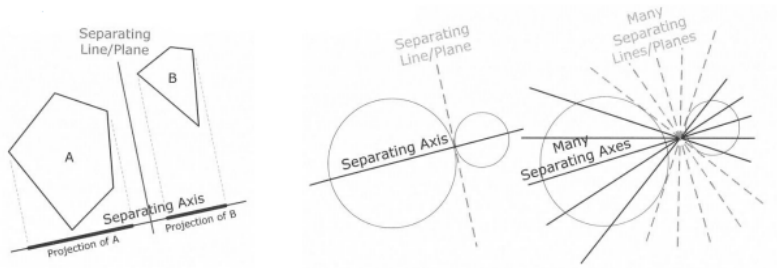 Separating
Line/Plane
B
A
Separating Axis
Projection of A
Projection of B
Separating
Line/Plane
Separating Axis
Many
Separating
Lines/Planes
Many
Separating Axes